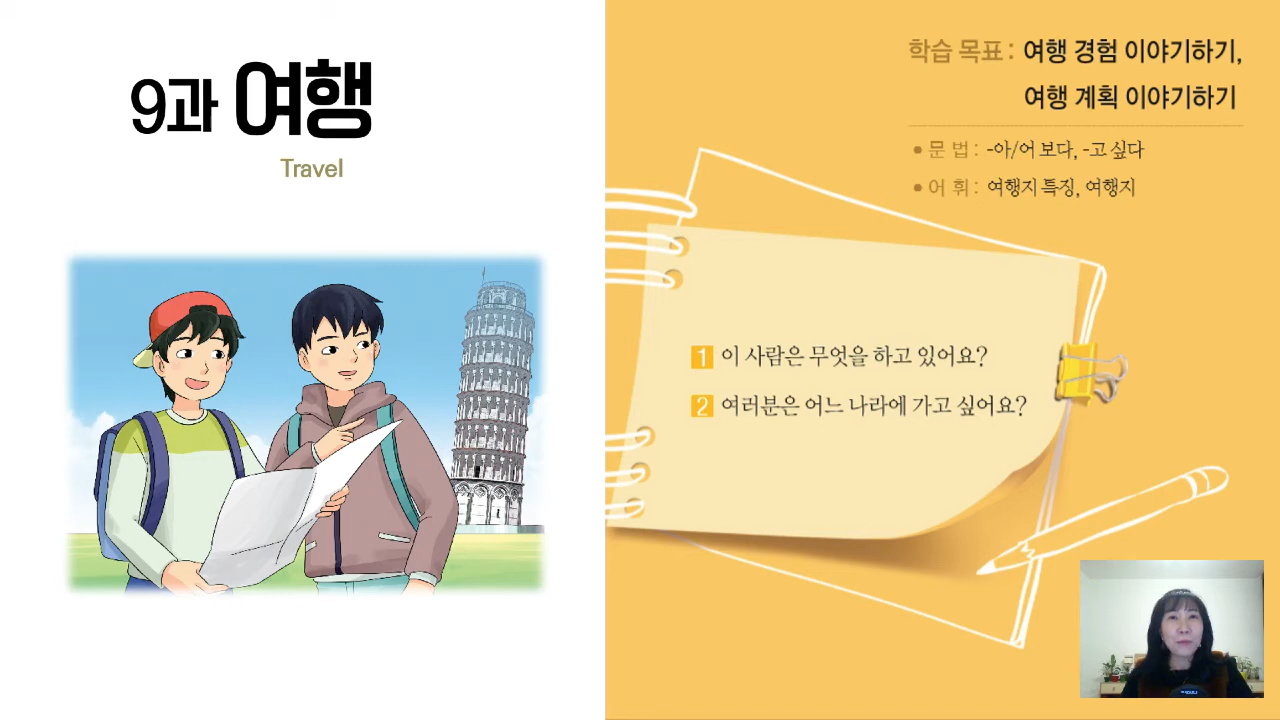 9과 여행
Travel
학습 목표 : 여행 경험 이야기하기,
여행 계획 이야기하기
• 문 법 : -아/어 보다, -고 싶다
• 어 휘 : 여행지 특징, 여행지
1 이 사람은 무엇을 하고 있어요?
2 여러분은 어느 나라에 가고 싶어요?